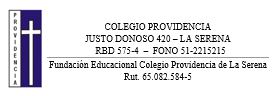 PROVIDENCIA
COLEGIO PROVIDENCIA
JUSTO DONOSO 420 – LA SERENA
RBD 575-4 – FONO 51-2215215
Fundación Educacional Colegio Providencia de La Serena
Rut. 65.082.584-5